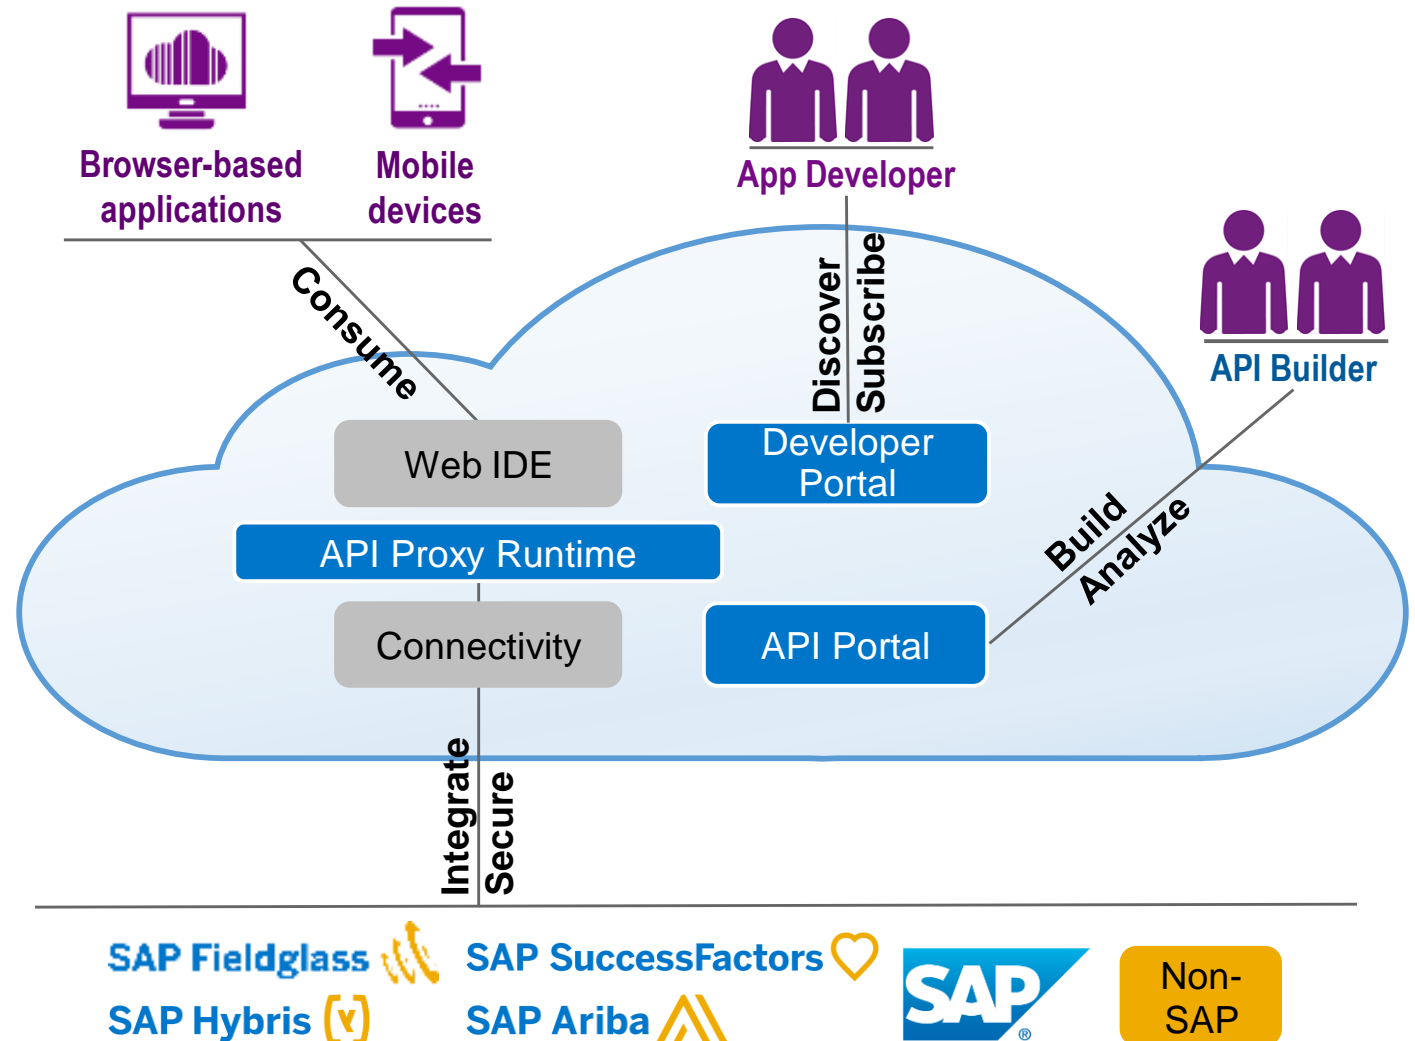 Browser-based
applications
Mobile
devices
App Developer
API Builder
Consume
Discover
Subscribe
Build
Analyze
Web IDE
Developer
Portal
API Proxy Runtime
Connectivity
API Portal
Integrate
Secure
SAP Fieldglass
SAP SuccessFactors
SAP Hybris
SAP Ariba
SAP
®
Non-
SAP